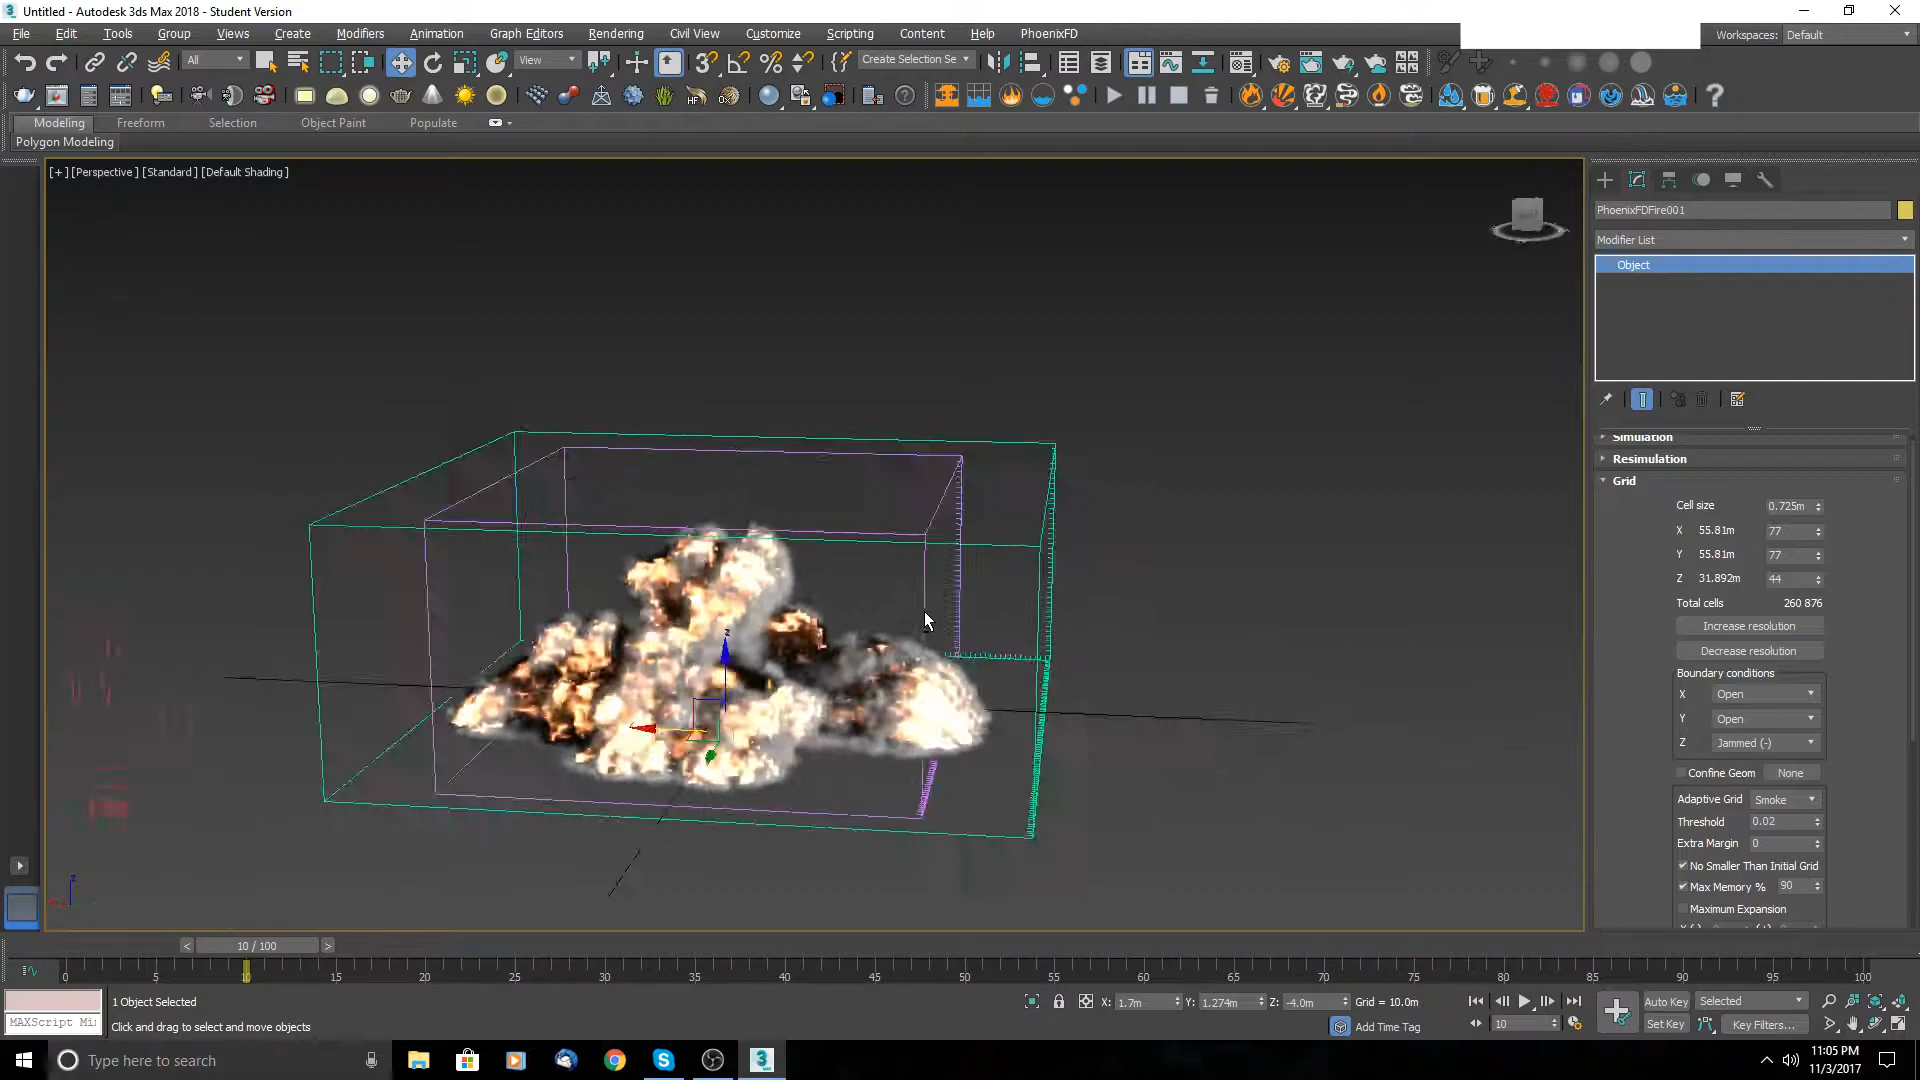 Untitled - Autodesk 3ds Max 2018 - Student Version
File Edit Tools Group Views Create Modifiers Animation Graph Editors Rendering Civil View Customize Scripting Content Help PhoenixFD Workspaces: Default
All View 3 Create Selection Se
HF
Modeling Freeform Selection Object Paint Populate
Polygon Modeling
[+] [Perspective] [Standard] [Default Shading]
PhoenixFDFire001
Modifier List
Object
Simulation
Resimulation
Grid
Cell size 0.725m
X 55.81m 77
Y 55.81m 77
Z 31.892m 44
Total cells 260 876
Increase resolution
Decrease resolution
Boundary conditions
X Open
Y Open
Z Jammed (-)
Confine Geom None
Adaptive Grid Smoke
Threshold 0.02
Extra Margin 0
No Smaller Than Initial Grid
Max Memory % 90
Maximum Expansion
z
z
< 10 / 100 >
0 5 10 15 20 25 30 35 40 45 50 55 60 65 70 75 80 85 90 95 100
1 Object Selected X: 1.7m Y: 1.274m Z: -4.0m Grid = 10.0m Auto Key Selected
MAXScript Mi Click and drag to select and move objects Add Time Tag 10 Set Key Key Filters...
Type here to search
11:05 PM
11/3/2017